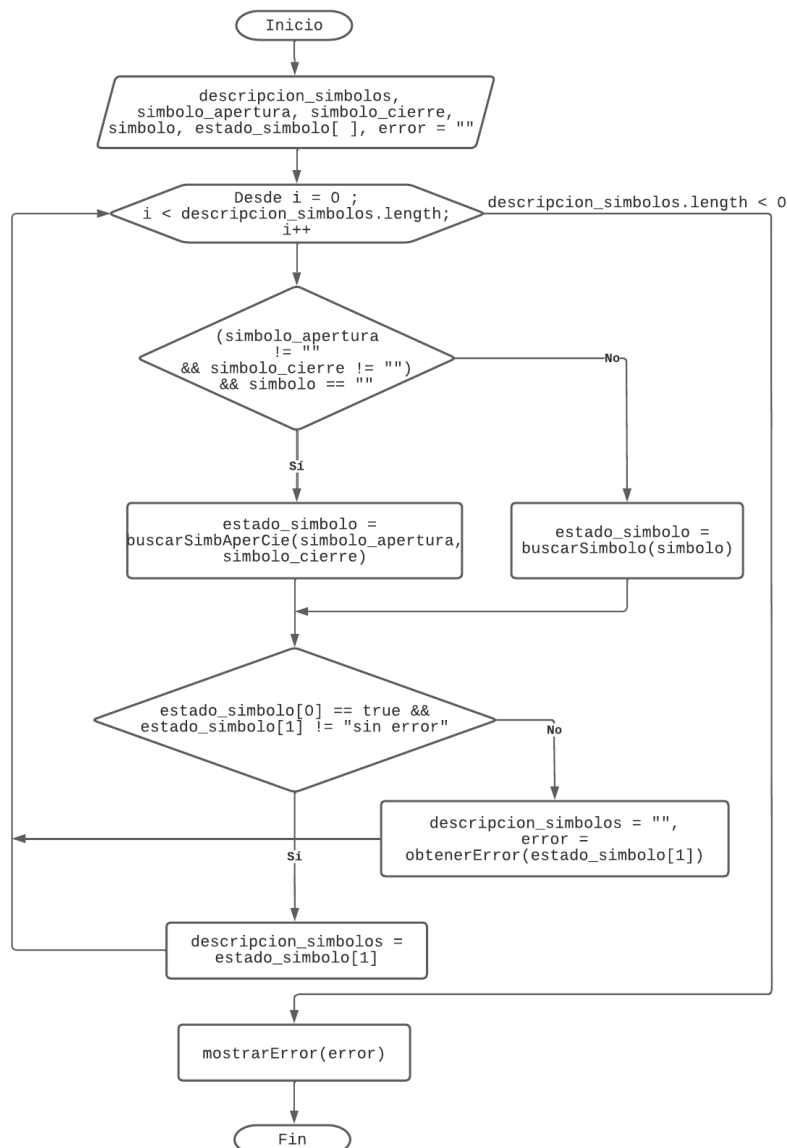 Inicio
descripcion_simbolos,
simbolo_apertura, simbolo_cierre,
simbolo, estado_simbolo[ ], error = ""
Desde i = 0 ;
i < descripcion_simbolos.length;
i++
descripcion_simbolos.length < 0
(simbolo_apertura
!= ""
&& simbolo_cierre != "")
&& simbolo == ""
No
Sí
estado_simbolo =
buscarSimbAperCie(simbolo_apertura,
simbolo_cierre)
estado_simbolo =
buscarSimbolo(simbolo)
estado_simbolo[0] == true &&
estado_simbolo[1] != "sin error"
No
descripcion_simbolos = "",
error =
obtenerError(estado_simbolo[1])
Sí
descripcion_simbolos =
estado_simbolo[1]
mostrarError(error)
Fin